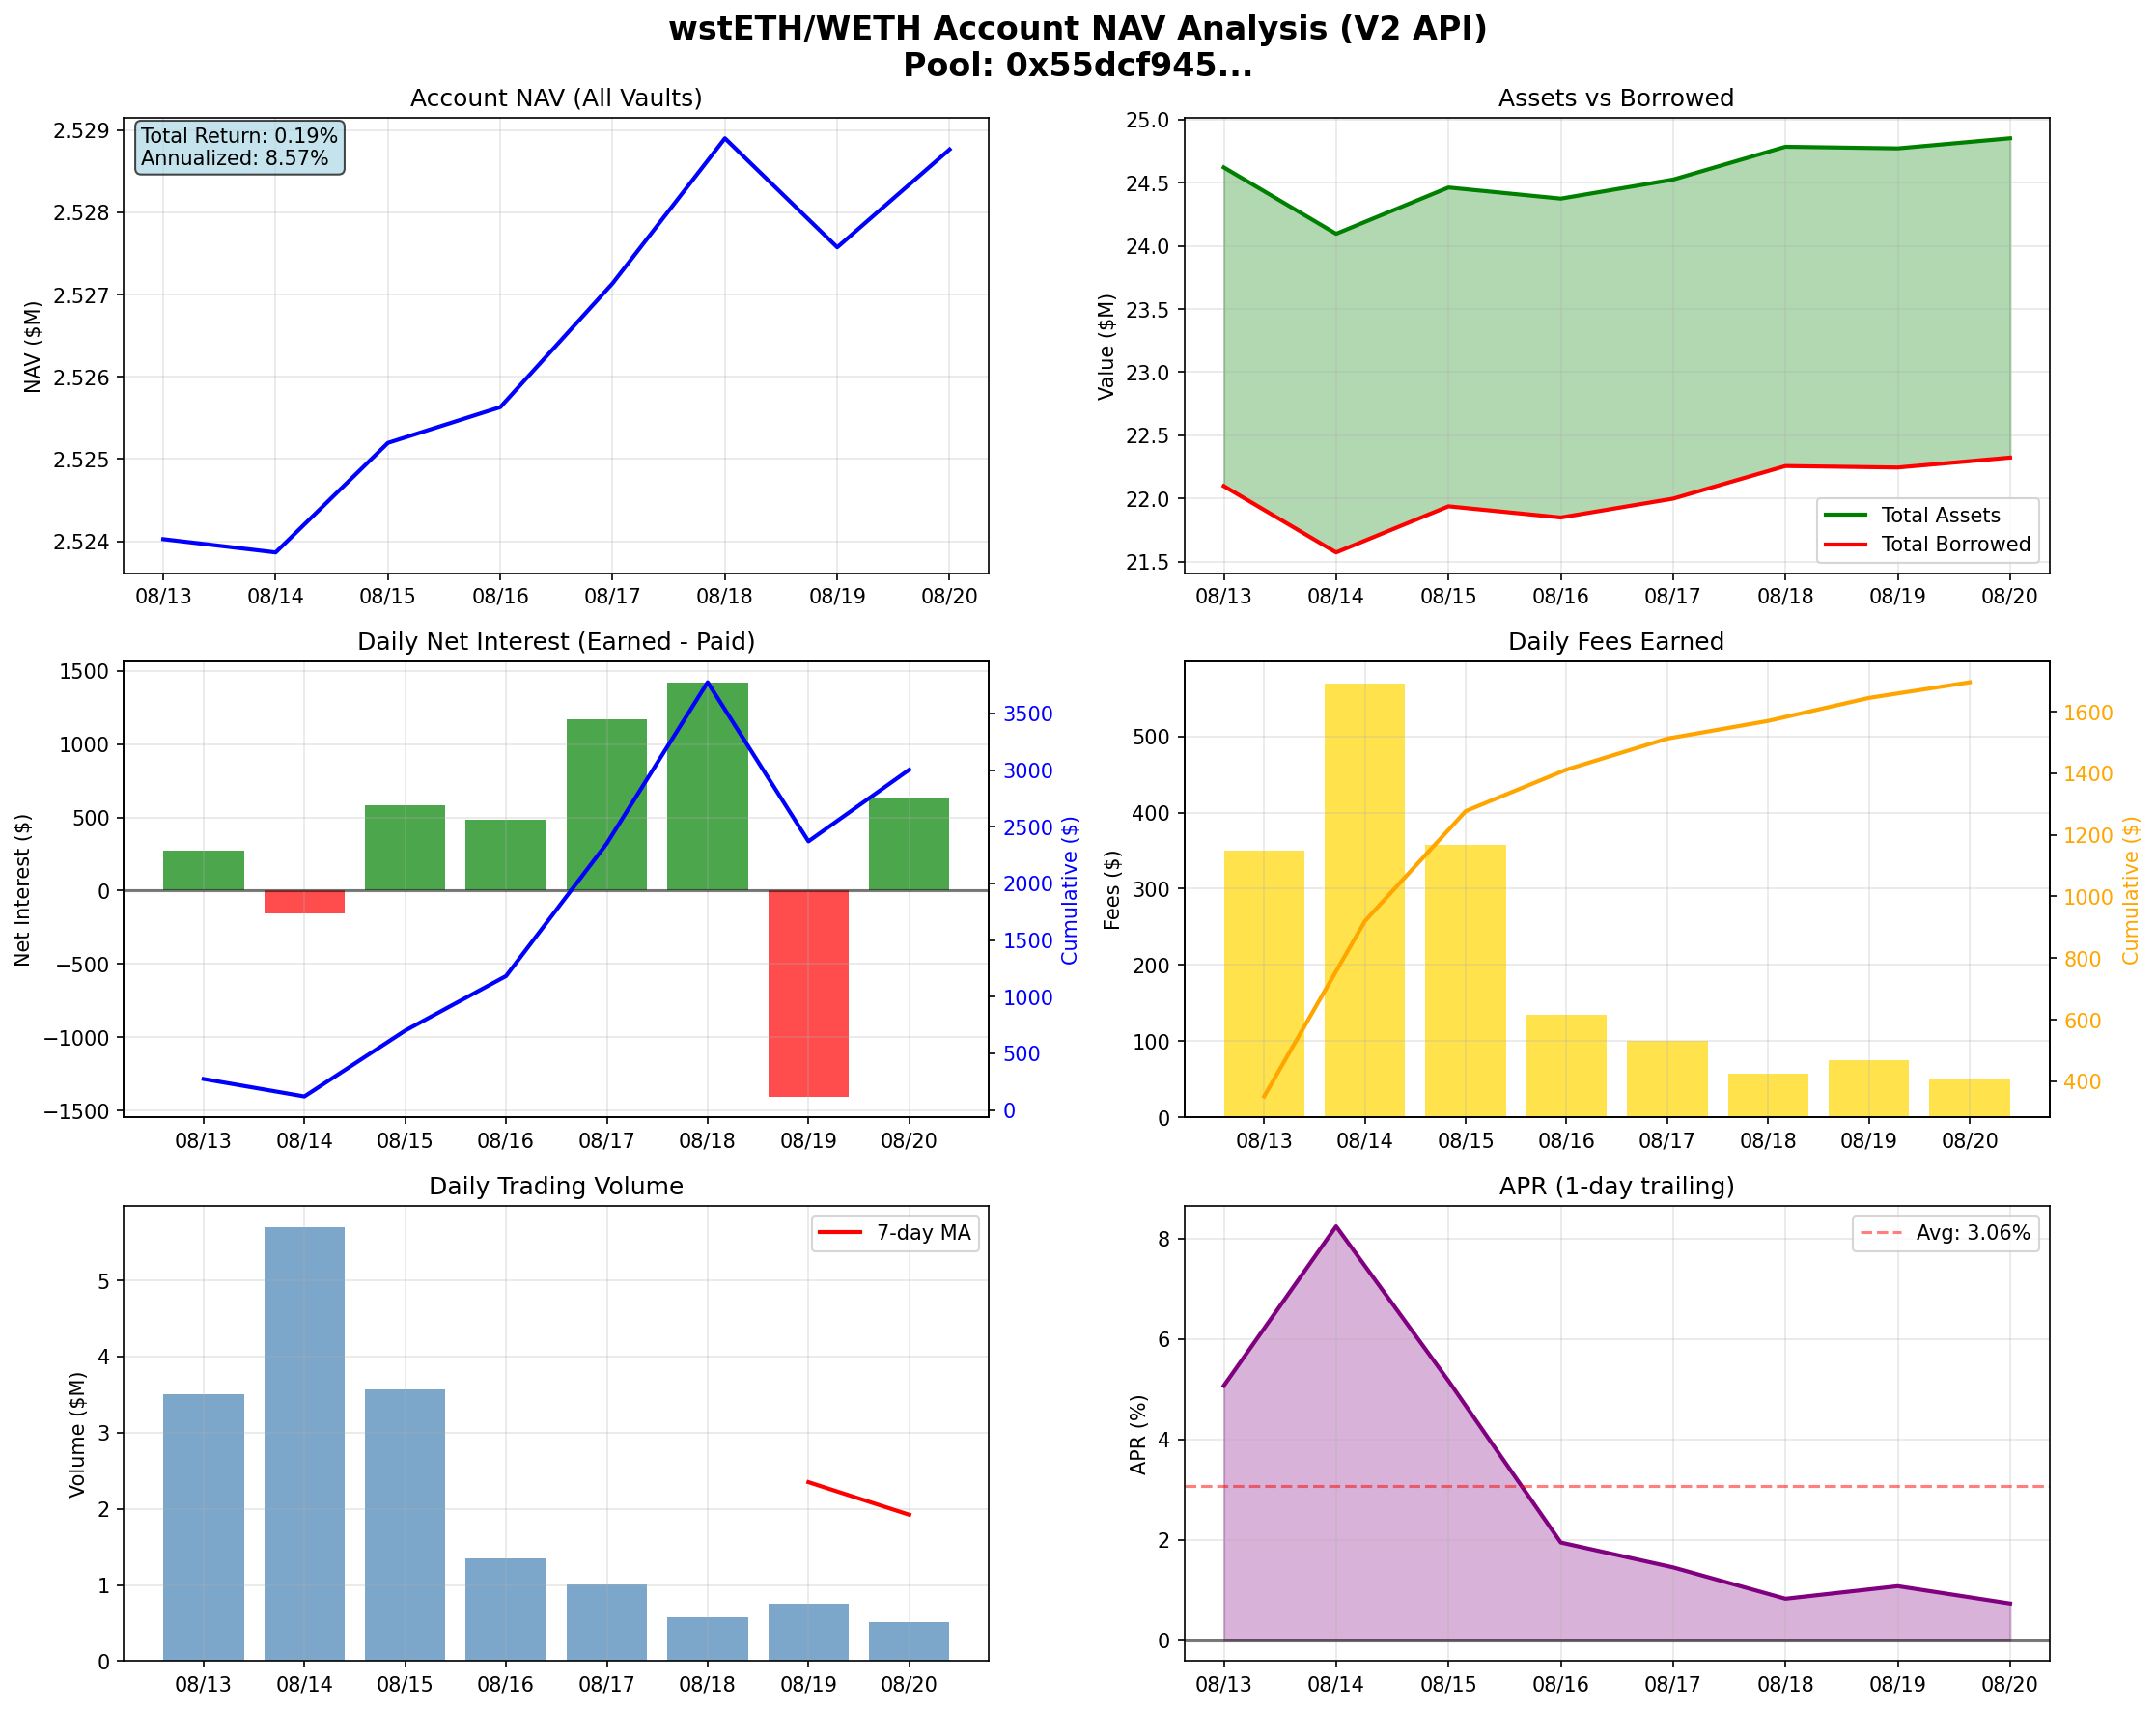 wstETH/WETH Account NAV Analysis (V2 API)
Pool: 0x55dcf945...
Account NAV (All Vaults)
Total Return: 0.19%
Annualized: 8.57%
NAV ($M)
2.529
2.528
2.527
2.526
2.525
2.524
08/13 08/14 08/15 08/16 08/17 08/18 08/19 08/20
Assets vs Borrowed
Value ($M)
25.0
24.5
24.0
23.5
23.0
22.5
22.0
21.5
Total Assets
Total Borrowed
08/13 08/14 08/15 08/16 08/17 08/18 08/19 08/20
Daily Net Interest (Earned - Paid)
Net Interest ($)
1500
1000
500
0
−500
−1000
−1500
Cumulative ($)
3500
3000
2500
2000
1500
1000
500
0
08/13 08/14 08/15 08/16 08/17 08/18 08/19 08/20
Daily Fees Earned
Fees ($)
500
400
300
200
100
0
Cumulative ($)
1600
1400
1200
1000
800
600
400
08/13 08/14 08/15 08/16 08/17 08/18 08/19 08/20
Daily Trading Volume
Volume ($M)
5
4
3
2
1
0
7-day MA
08/13 08/14 08/15 08/16 08/17 08/18 08/19 08/20
APR (1-day trailing)
APR (%)
8
6
4
2
0
Avg: 3.06%
08/13 08/14 08/15 08/16 08/17 08/18 08/19 08/20